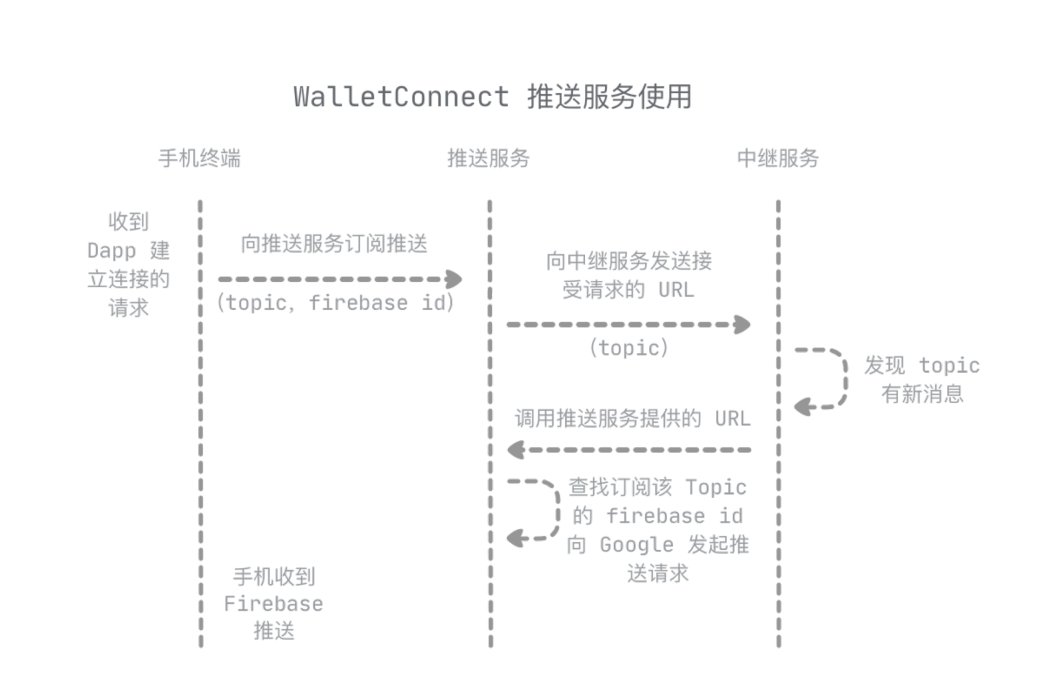 WalletConnect 推送服务使用
手机终端
推送服务
中继服务
收到
Dapp 建
立连接的
请求
向推送服务订阅推送
(topic, firebase id)
向中继服务发送接
受请求的 URL
(topic)
发现 topic
有新消息
调用推送服务提供的 URL
查找订阅该 Topic
的 firebase id
向 Google 发起推
送请求
手机收到
Firebase
推送